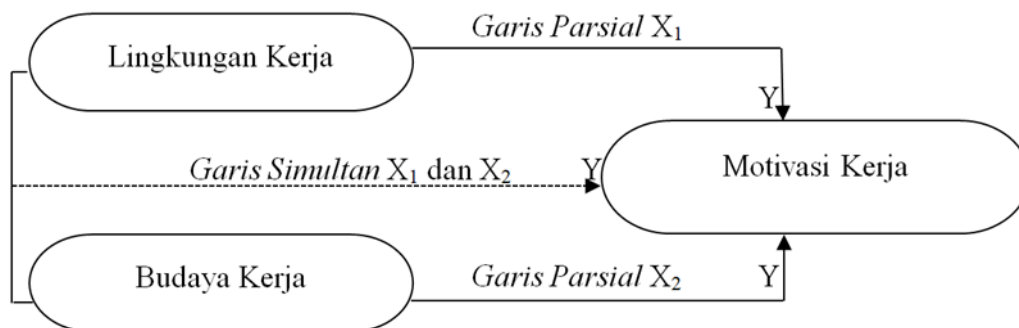 Garis Parsial X₁
Lingkungan Kerja
Y
Garis Simultan X₁ dan X₂ Y
Motivasi Kerja
Budaya Kerja
Garis Parsial X₂ Y